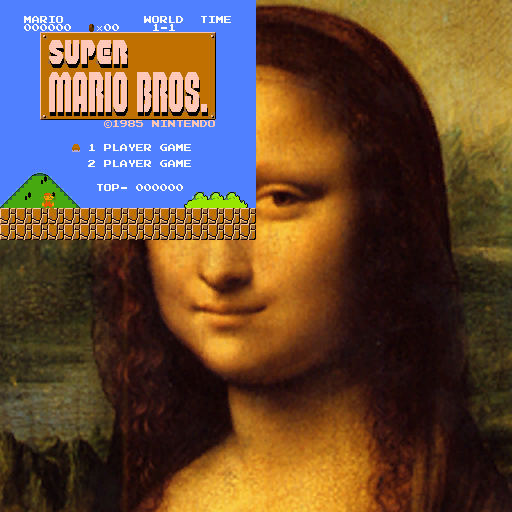 MARIO WORLD TIME
000000 ×00 1-1
SUPER
MARIO BROS.
©1985 NINTENDO
1 PLAYER GAME
2 PLAYER GAME
TOP- 000000